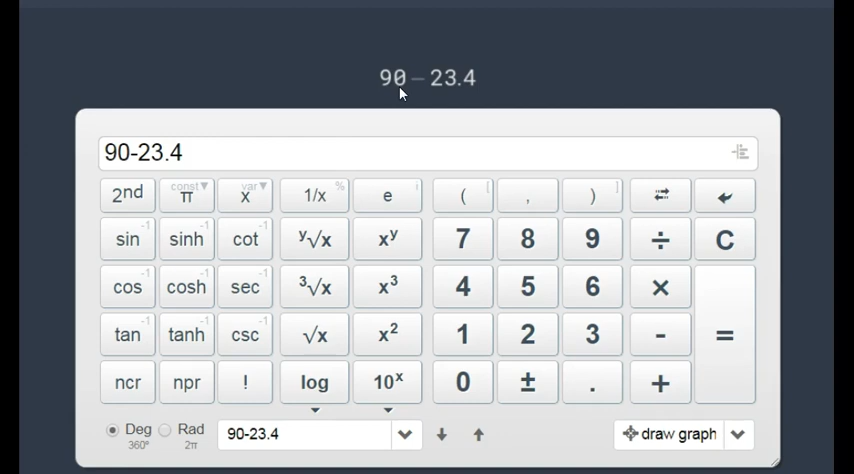 90 – 23.4
90-23.4
2nd const▼ π var▼ x 1/x % e i ( [ , ) ] ⇄
sin -1 sinh -1 cot -1 ʸ√x xʸ 7 8 9 ÷ C
cos -1 cosh -1 sec -1 ³√x x³ 4 5 6 ×
tan -1 tanh -1 csc -1 √x x² 1 2 3 - =
ncr npr ! log 10ˣ 0 ± . +
Deg 360° Rad 2π 90-23.4 draw graph